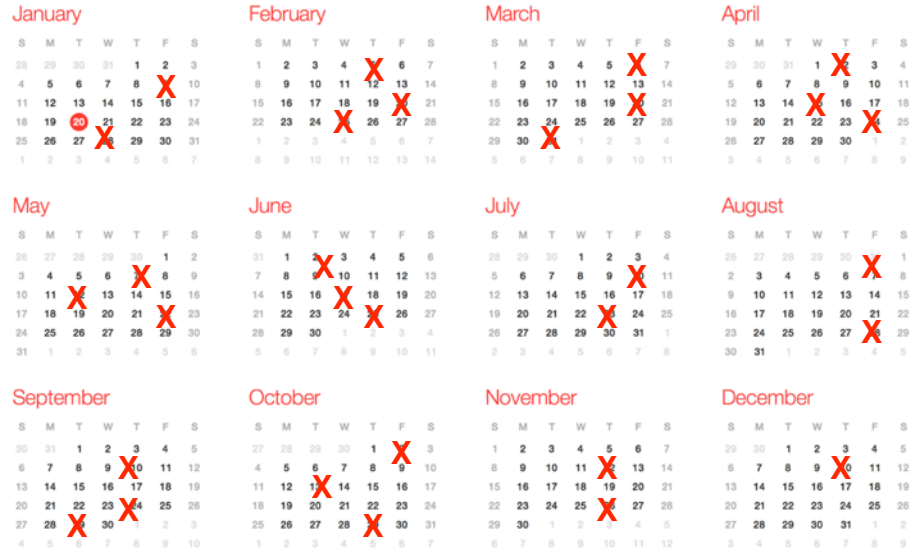 January
S M T W T F S
28 29 30 31 1 2 3
4 5 6 7 8 X 10
11 12 13 14 15 16 17
18 19 20 21 22 23 24
25 26 27 X 29 30 31
1 2 3 4 5 6 7
February
S M T W T F S
1 2 3 4 X 6 7
8 9 10 11 12 13 14
15 16 17 18 19 X 21
22 23 24 X 26 27 28
1 2 3 4 5 6 7
8 9 10 11 12 13 14
March
S M T W T F S
1 2 3 4 5 X 7
8 9 10 11 12 13 14
15 16 17 18 19 X 21
22 23 24 25 26 27 28
29 30 X 1 2 3 4
5 6 7 8 9 10 11
April
S M T W T F S
29 30 31 1 X 3 4
5 6 7 8 9 10 11
12 13 14 X 16 17 18
19 20 21 22 23 X 25
26 27 28 29 30 1 2
3 4 5 6 7 8 9
May
S M T W T F S
26 27 28 29 30 1 2
3 4 5 6 X 8 9
10 11 X 13 14 15 16
17 18 19 20 21 X 23
24 25 26 27 28 29 30
31 1 2 3 4 5 6
June
S M T W T F S
31 1 2 X 3 4 5 6
7 8 9 10 11 12 13
14 15 16 X 18 19 20
21 22 23 24 X 26 27
28 29 30 1 2 3 4
5 6 7 8 9 10 11
July
S M T W T F S
28 29 30 1 2 3 4
5 6 7 8 9 X 11
12 13 14 15 16 17 18
19 20 21 22 X 24 25
26 27 28 29 30 31 1
2 3 4 5 6 7 8
August
S M T W T F S
26 27 28 29 30 31 1
2 3 4 5 6 X 8
9 10 11 12 13 14 15
16 17 18 19 20 21 22
23 24 25 26 27 X 29
30 31 1 2 3 4 5
September
S M T W T F S
30 31 1 2 3 4 5
6 7 8 9 X 10 11 12
13 14 15 16 17 18 19
20 21 22 23 X 24 25 26
27 28 X 30 1 2 3
4 5 6 7 8 9 10
October
S M T W T F S
27 28 29 30 1 X 3
4 5 6 7 8 9 10
11 12 X 14 15 16 17
18 19 20 21 22 23 24
25 26 27 28 X 30 31
1 2 3 4 5 6 7
November
S M T W T F S
1 2 3 4 5 6 7
8 9 10 11 X 13 14
15 16 17 18 19 20 21
22 23 24 25 X 27 28
29 30 1 2 3 4 5
6 7 8 9 10 11 12
December
S M T W T F S
29 30 1 2 3 4 5
6 7 8 9 X 11 12
13 14 15 16 17 18 19
20 21 22 23 24 25 26
27 28 29 30 31 1 2
3 4 5 6 7 8 9